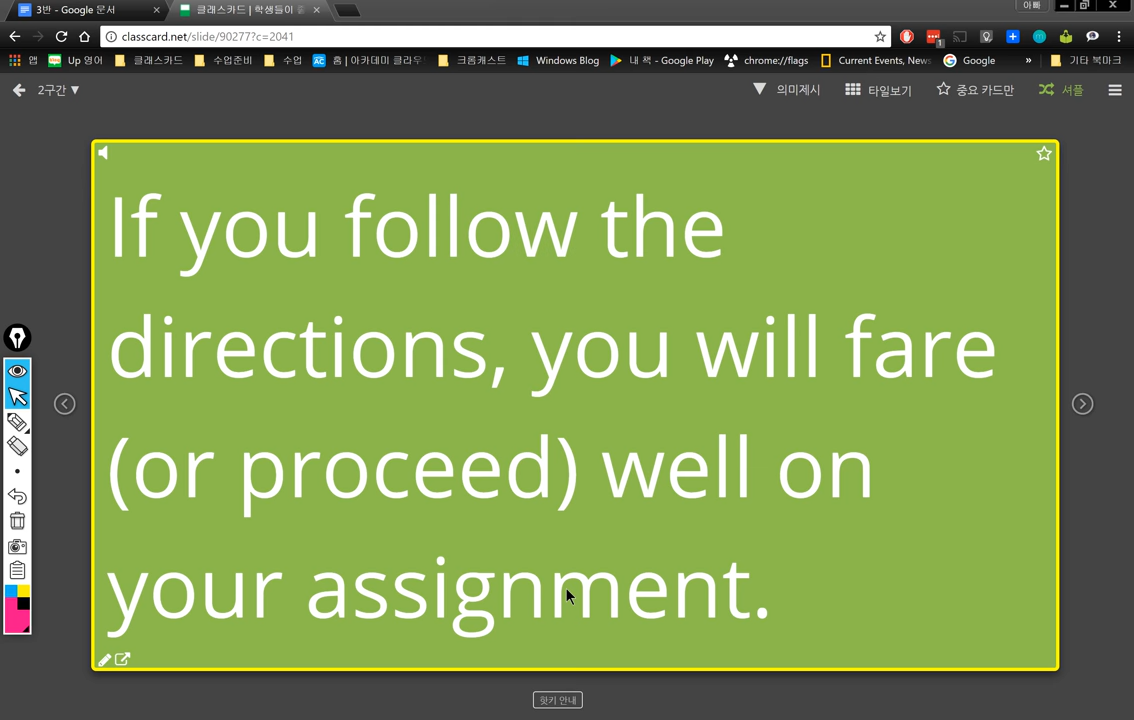 3반 - Google 문서
클래스카드 | 학생들이
아빠
classcard.net/slide/90277?c=2041
1
앱
Up 영어
클래스카드
수업준비
수업
홈 | 아카데미 클라우
크롬캐스트
Windows Blog
내 책 - Google Play
chrome://flags
Current Events, News
Google
»
기타 북마크
2구간 ▼
▼ 의미제시
타일보기
중요 카드만
셔플
If you follow the
directions, you will fare
(or proceed) well on
your assignment.
핫키 안내